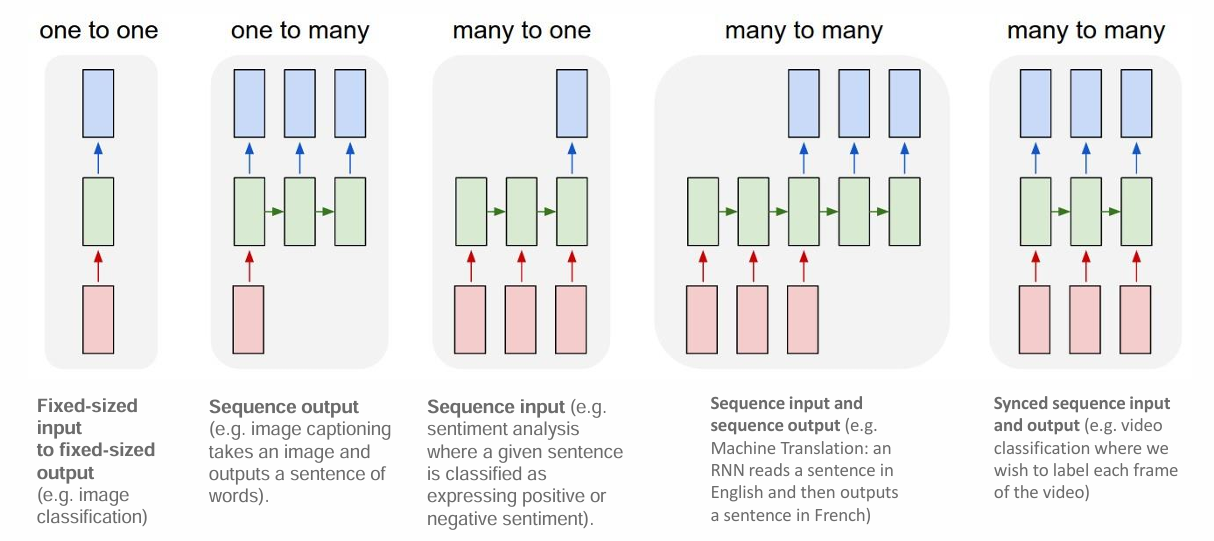 one to one
one to many
many to one
many to many
many to many
Fixed-sized
input
to fixed-sized
output
(e.g. image
classification)
Sequence output
(e.g. image captioning
takes an image and
outputs a sentence of
words).
Sequence input (e.g.
sentiment analysis
where a given sentence
is classified as
expressing positive or
negative sentiment).
Sequence input and
sequence output (e.g.
Machine Translation: an
RNN reads a sentence in
English and then outputs
a sentence in French)
Synced sequence input
and output (e.g. video
classification where we
wish to label each frame
of the video)